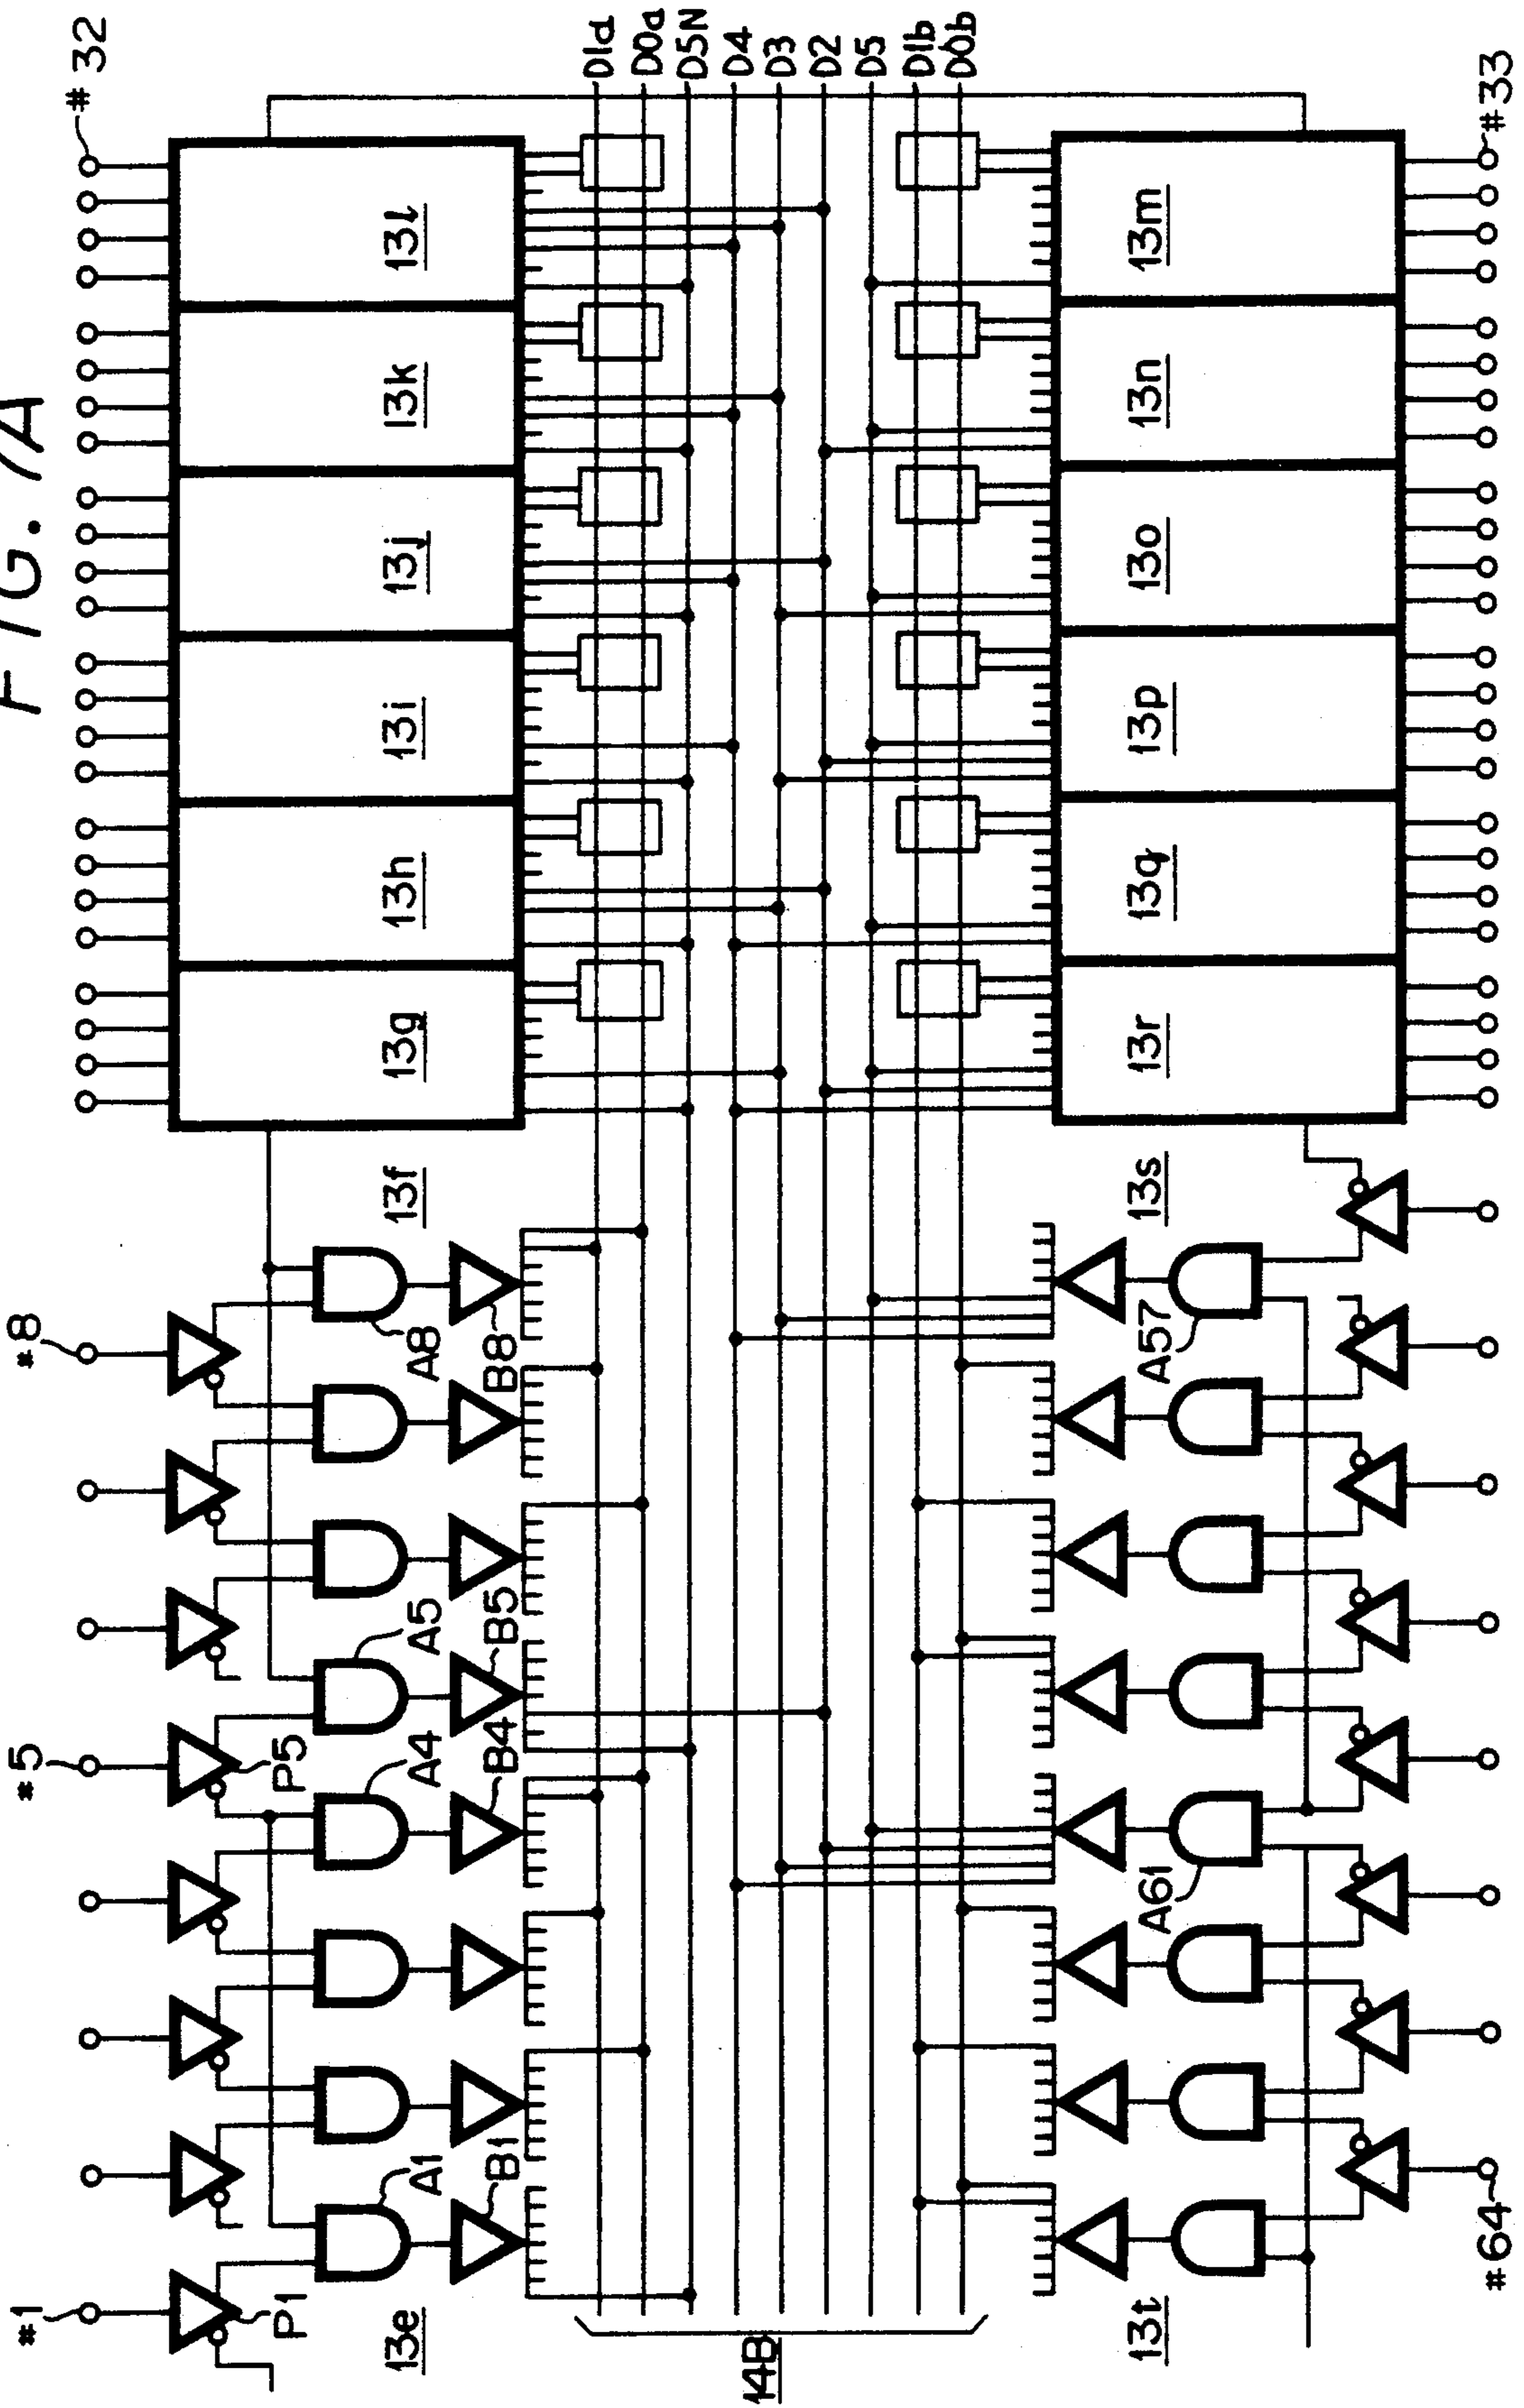 FIG. 7A
#1
#5
#8
#32
P1
P5
A1
A4
A5
A8
B1
B4
B5
B8
13e
13f
13g
13h
13i
13j
13k
13l
D1a
D0a
D5N
D4
D3
D2
D5
D1b
D0b
14B
13t
13s
13r
13q
13p
13o
13n
13m
A61
A57
#64
#33